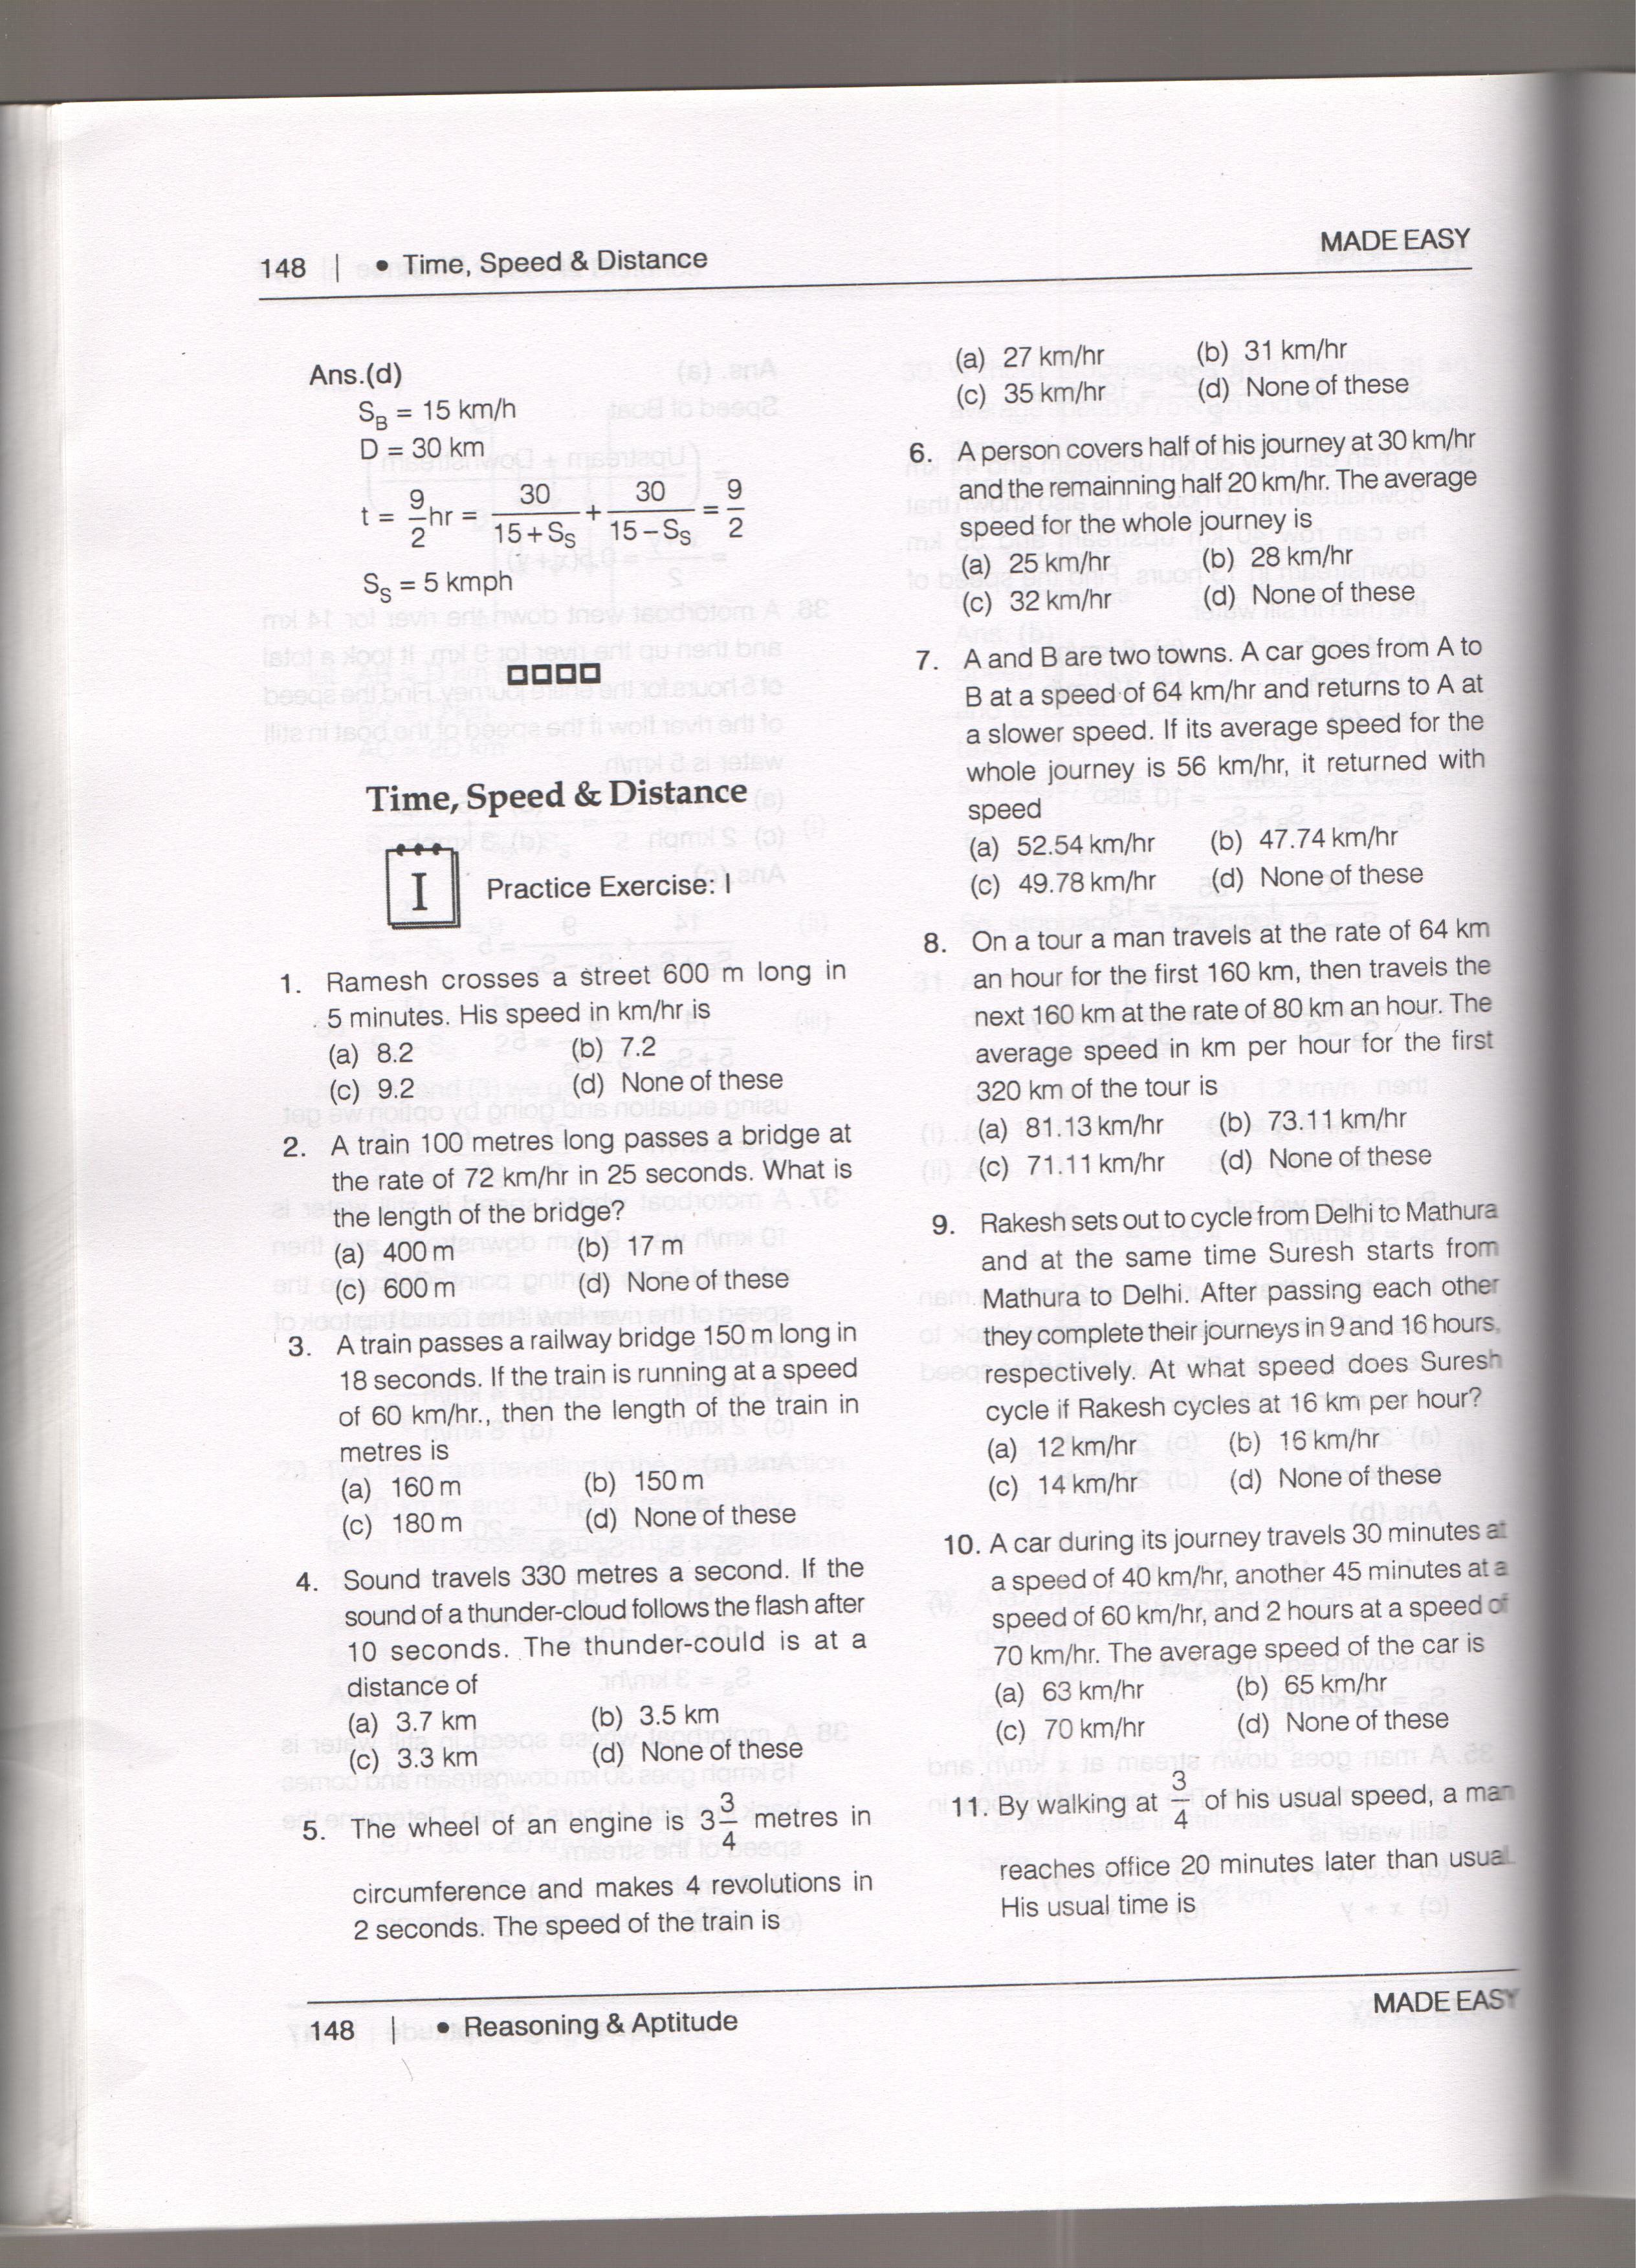 148 | • Time, Speed & Distance
MADE EASY
Ans.(d)
S_B = 15 km/h
D = 30 km
t = 9/2 hr = 30/(15+S_S) + 30/(15−S_S) = 9/2
S_S = 5 kmph
Time, Speed & Distance
I Practice Exercise: I
1. Ramesh crosses a street 600 m long in
5 minutes. His speed in km/hr is
(a) 8.2 (b) 7.2
(c) 9.2 (d) None of these
2. A train 100 metres long passes a bridge at
the rate of 72 km/hr in 25 seconds. What is
the length of the bridge?
(a) 400 m (b) 17 m
(c) 600 m (d) None of these
3. A train passes a railway bridge 150 m long in
18 seconds. If the train is running at a speed
of 60 km/hr., then the length of the train in
metres is
(a) 160 m (b) 150 m
(c) 180 m (d) None of these
4. Sound travels 330 metres a second. If the
sound of a thunder-cloud follows the flash after
10 seconds. The thunder-could is at a
distance of
(a) 3.7 km (b) 3.5 km
(c) 3.3 km (d) None of these
5. The wheel of an engine is 3 3/4 metres in
circumference and makes 4 revolutions in
2 seconds. The speed of the train is
(a) 27 km/hr (b) 31 km/hr
(c) 35 km/hr (d) None of these
6. A person covers half of his journey at 30 km/hr
and the remainning half 20 km/hr. The average
speed for the whole journey is
(a) 25 km/hr (b) 28 km/hr
(c) 32 km/hr (d) None of these
7. A and B are two towns. A car goes from A to
B at a speed of 64 km/hr and returns to A at
a slower speed. If its average speed for the
whole journey is 56 km/hr, it returned with
speed
(a) 52.54 km/hr (b) 47.74 km/hr
(c) 49.78 km/hr (d) None of these
8. On a tour a man travels at the rate of 64 km
an hour for the first 160 km, then travels the
next 160 km at the rate of 80 km an hour. The
average speed in km per hour for the first
320 km of the tour is
(a) 81.13 km/hr (b) 73.11 km/hr
(c) 71.11 km/hr (d) None of these
9. Rakesh sets out to cycle from Delhi to Mathura
and at the same time Suresh starts from
Mathura to Delhi. After passing each other
they complete their journeys in 9 and 16 hours,
respectively. At what speed does Suresh
cycle if Rakesh cycles at 16 km per hour?
(a) 12 km/hr (b) 16 km/hr
(c) 14 km/hr (d) None of these
10. A car during its journey travels 30 minutes at
a speed of 40 km/hr, another 45 minutes at a
speed of 60 km/hr, and 2 hours at a speed of
70 km/hr. The average speed of the car is
(a) 63 km/hr (b) 65 km/hr
(c) 70 km/hr (d) None of these
11. By walking at 3/4 of his usual speed, a man
reaches office 20 minutes later than usual.
His usual time is
148 | • Reasoning & Aptitude
MADE EASY